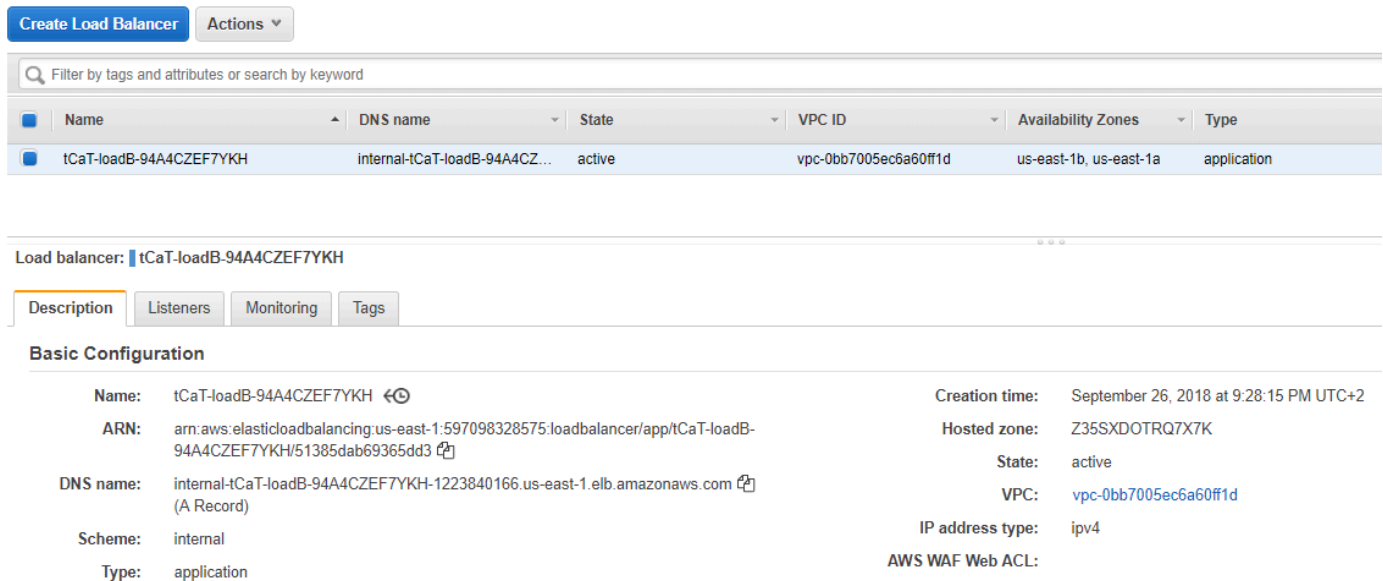 Create Load Balancer Actions
Filter by tags and attributes or search by keyword
Name DNS name State VPC ID Availability Zones Type
tCaT-loadB-94A4CZEF7YKH internal-tCaT-loadB-94A4CZ... active vpc-0bb7005ec6a60ff1d us-east-1b, us-east-1a application
Load balancer: tCaT-loadB-94A4CZEF7YKH
Description Listeners Monitoring Tags
Basic Configuration
Name: tCaT-loadB-94A4CZEF7YKH
ARN: arn:aws:elasticloadbalancing:us-east-1:597098328575:loadbalancer/app/tCaT-loadB-
94A4CZEF7YKH/51385dab69365dd3
DNS name: internal-tCaT-loadB-94A4CZEF7YKH-1223840166.us-east-1.elb.amazonaws.com
(A Record)
Scheme: internal
Type: application
Creation time: September 26, 2018 at 9:28:15 PM UTC+2
Hosted zone: Z35SXDOTRQ7X7K
State: active
VPC: vpc-0bb7005ec6a60ff1d
IP address type: ipv4
AWS WAF Web ACL: